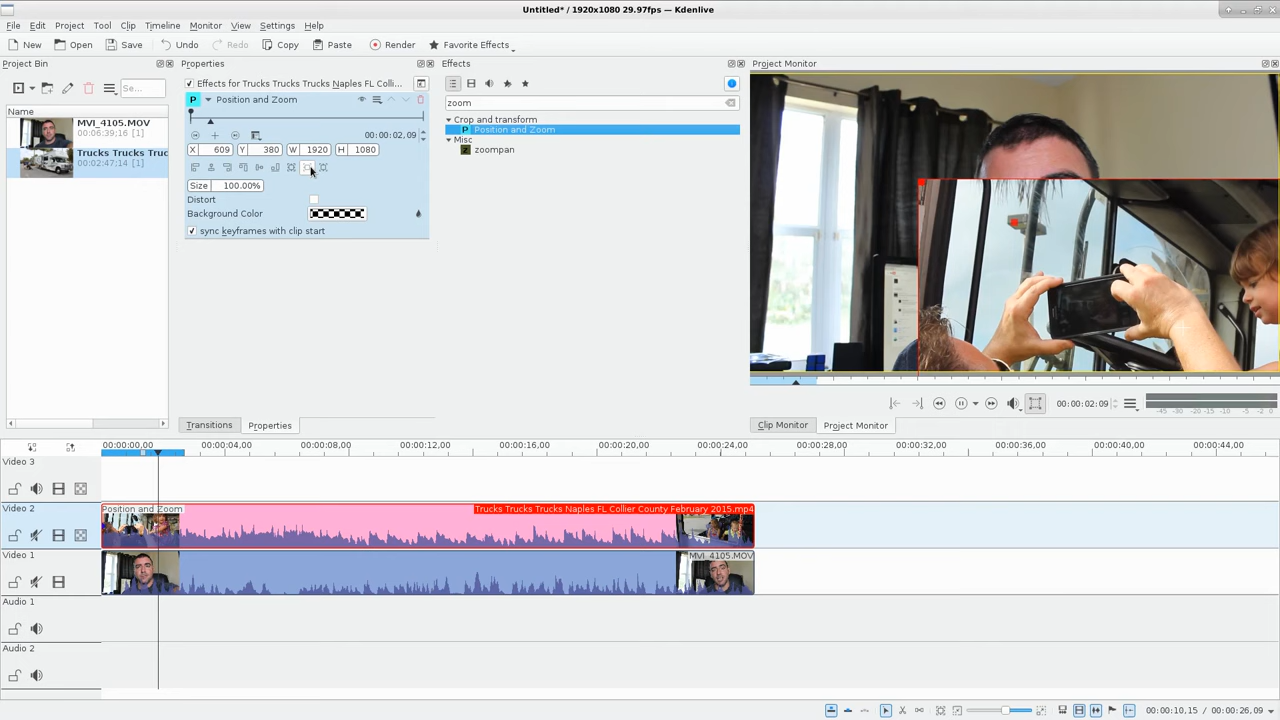 Untitled* / 1920x1080 29.97fps — Kdenlive
File Edit Project Tool Clip Timeline Monitor View Settings Help
New Open Save Undo Redo Copy Paste Render Favorite Effects
Project Bin
Se...
Name
MVI_4105.MOV
00:06:39;16 [1]
Trucks Trucks Truc
00:02:47;14 [1]
Properties
Effects for Trucks Trucks Trucks Naples FL Colli...
P Position and Zoom
00:00:02,09
X 609 Y 380 W 1920 H 1080
Size 100.00%
Distort
Background Color
sync keyframes with clip start
Transitions Properties
Effects
zoom
Crop and transform
P Position and Zoom
Misc
z zoompan
Project Monitor
00:00:02;09
-45 -30 -20 -15 -10 -5 -2 0
Clip Monitor Project Monitor
00:00:00,00 00:00:04,00 00:00:08,00 00:00:12,00 00:00:16,00 00:00:20,00 00:00:24,00 00:00:28,00 00:00:32,00 00:00:36,00 00:00:40,00 00:00:44,00
Video 3
Video 2
Position and Zoom
Trucks Trucks Trucks Naples FL Collier County February 2015.mp4
Video 1
MVI_4105.MOV
Audio 1
Audio 2
00:00:10,15 / 00:00:26,09